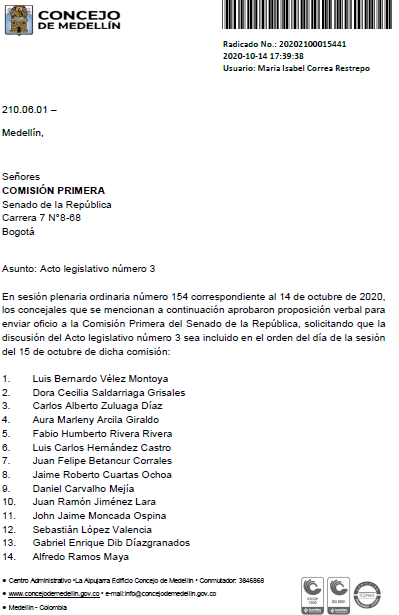 CONCEJO
DE MEDELLÍN
Radicado No.: 20202100015441
2020-10-14 17:39:38
Usuario: Maria Isabel Correa Restrepo
210.06.01 –
Medellín,
Señores
COMISIÓN PRIMERA
Senado de la República
Carrera 7 N°8-68
Bogotá
Asunto: Acto legislativo número 3
En sesión plenaria ordinaria número 154 correspondiente al 14 de octubre de 2020,
los concejales que se mencionan a continuación aprobaron proposición verbal para
enviar oficio a la Comisión Primera del Senado de la República, solicitando que la
discusión del Acto legislativo número 3 sea incluido en el orden del día de la sesión
del 15 de octubre de dicha comisión:
1. Luis Bernardo Vélez Montoya
2. Dora Cecilia Saldarriaga Grisales
3. Carlos Alberto Zuluaga Díaz
4. Aura Marleny Arcila Giraldo
5. Fabio Humberto Rivera Rivera
6. Luis Carlos Hernández Castro
7. Juan Felipe Betancur Corrales
8. Jaime Roberto Cuartas Ochoa
9. Daniel Carvalho Mejía
10. Juan Ramón Jiménez Lara
11. John Jaime Moncada Ospina
12. Sebastián López Valencia
13. Gabriel Enrique Dib Díazgranados
14. Alfredo Ramos Maya
• Centro Administrativo •La Alpujarra Edificio Concejo de Medellín • Conmutador: 3846868
• www.concejodemedellin.gov.co • e-mail:info@concejodemedellin.gov.co
• Medellín - Colombia